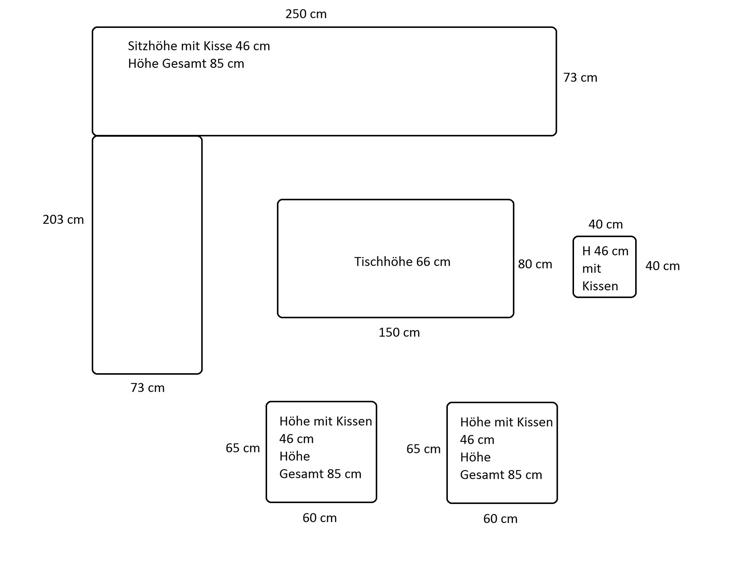 250 cm
Sitzhöhe mit Kisse 46 cm
Höhe Gesamt 85 cm
73 cm
203 cm
73 cm
Tischhöhe 66 cm
80 cm
150 cm
40 cm
H 46 cm
mit
Kissen
40 cm
65 cm
Höhe mit Kissen
46 cm
Höhe
Gesamt 85 cm
60 cm
65 cm
Höhe mit Kissen
46 cm
Höhe
Gesamt 85 cm
60 cm